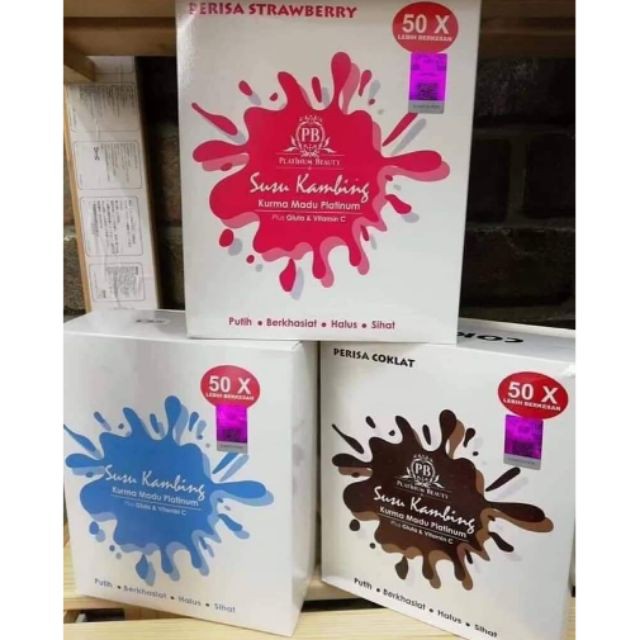 PERISA STRAWBERRY
50 X
LEBIH BERKESAN
PB
PLATINUM BEAUTY
Susu Kambing
Kurma Madu Platinum
Plus Gluta & Vitamin C
Putih • Berkhasiat • Halus • Sihat
50 X
LEBIH BERKESAN
Susu Kambing
Kurma Madu Platinum
Plus Gluta & Vitamin C
Putih • Berkhasiat • Halus • Sihat
PERISA COKLAT
50 X
LEBIH BERKESAN
PB
PLATINUM BEAUTY
Susu Kambing
Kurma Madu Platinum
Plus Gluta & Vitamin C
Putih • Berkhasiat • Halus • Sihat